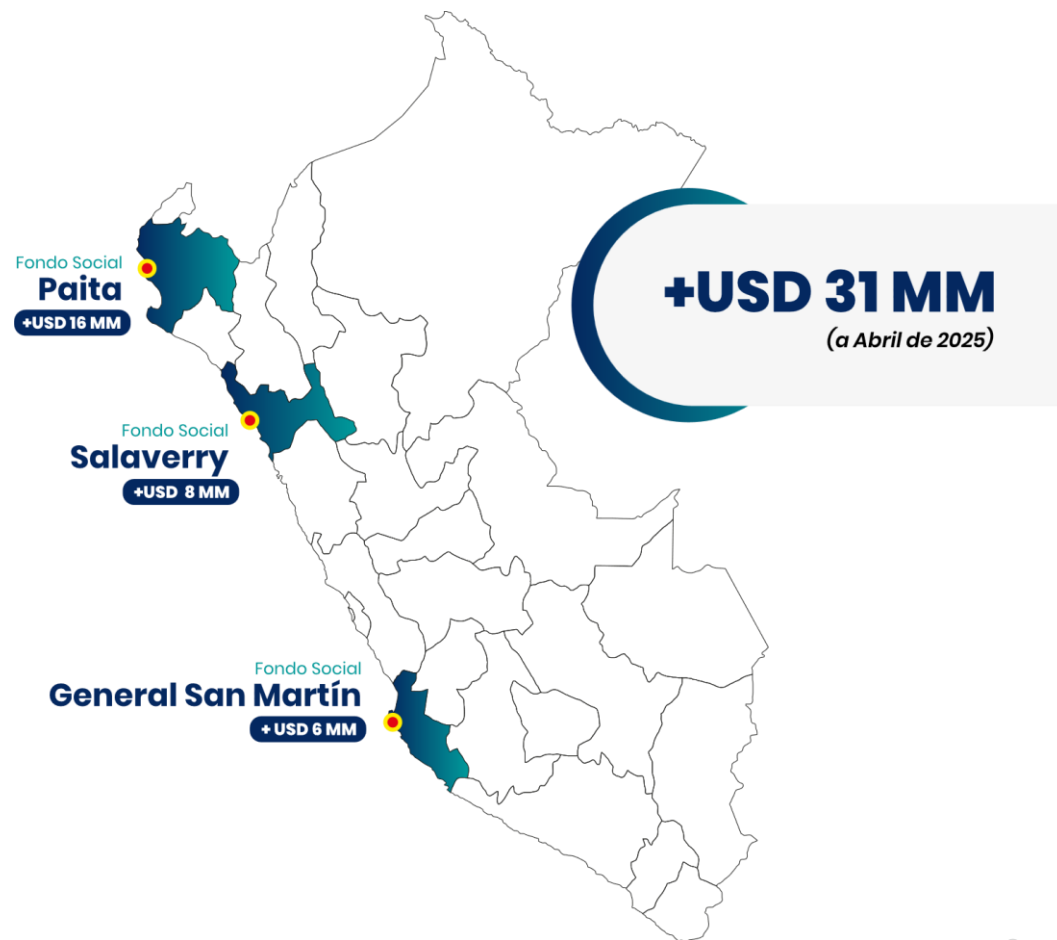 Fondo Social
Paita
+USD 16 MM
+USD 31 MM
(a Abril de 2025)
Fondo Social
Salaverry
+USD 8 MM
Fondo Social
General San Martín
+ USD 6 MM